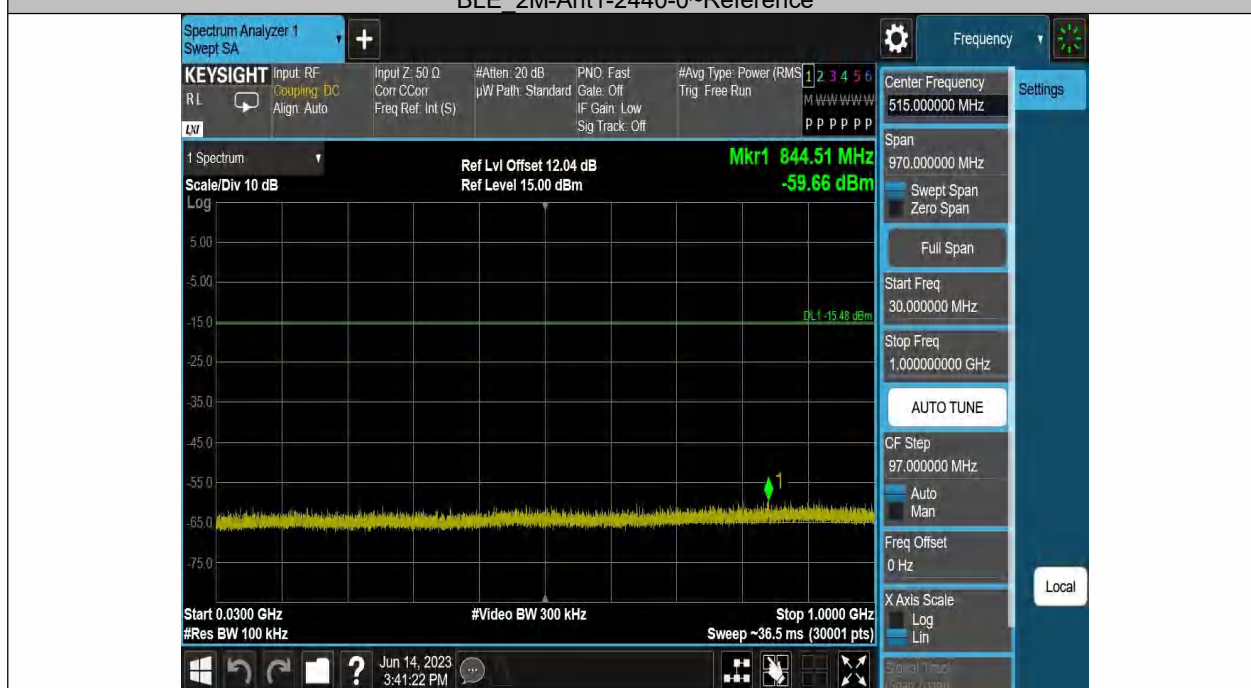 BLE_2M-Ant1-2440-0~Reference
Spectrum Analyzer 1
Swept SA
+
Frequency
KEYSIGHT
RL
LXI
Input: RF
Coupling: DC
Align: Auto
Input Z: 50 Ω
Corr CCorr
Freq Ref: Int (S)
#Atten: 20 dB
µW Path: Standard
PNO: Fast
Gate: Off
IF Gain: Low
Sig Track: Off
#Avg Type: Power (RMS
Trig: Free Run
1 2 3 4 5 6
M W W W W W
P P P P P P
Center Frequency
515.000000 MHz
Settings
1 Spectrum
Scale/Div 10 dB
Log
Ref Lvl Offset 12.04 dB
Ref Level 15.00 dBm
Mkr1 844.51 MHz
-59.66 dBm
5.00
-5.00
-15.0
-25.0
-35.0
-45.0
-55.0
-65.0
-75.0
DL1 -15.48 dBm
1
Span
970.000000 MHz
Swept Span
Zero Span
Full Span
Start Freq
30.000000 MHz
Stop Freq
1.000000000 GHz
AUTO TUNE
CF Step
97.000000 MHz
Auto
Man
Freq Offset
0 Hz
X Axis Scale
Log
Lin
Local
Start 0.0300 GHz
#Res BW 100 kHz
#Video BW 300 kHz
Stop 1.0000 GHz
Sweep ~36.5 ms (30001 pts)
?
Jun 14, 2023
3:41:22 PM
Signal Track
(Span Zoom)